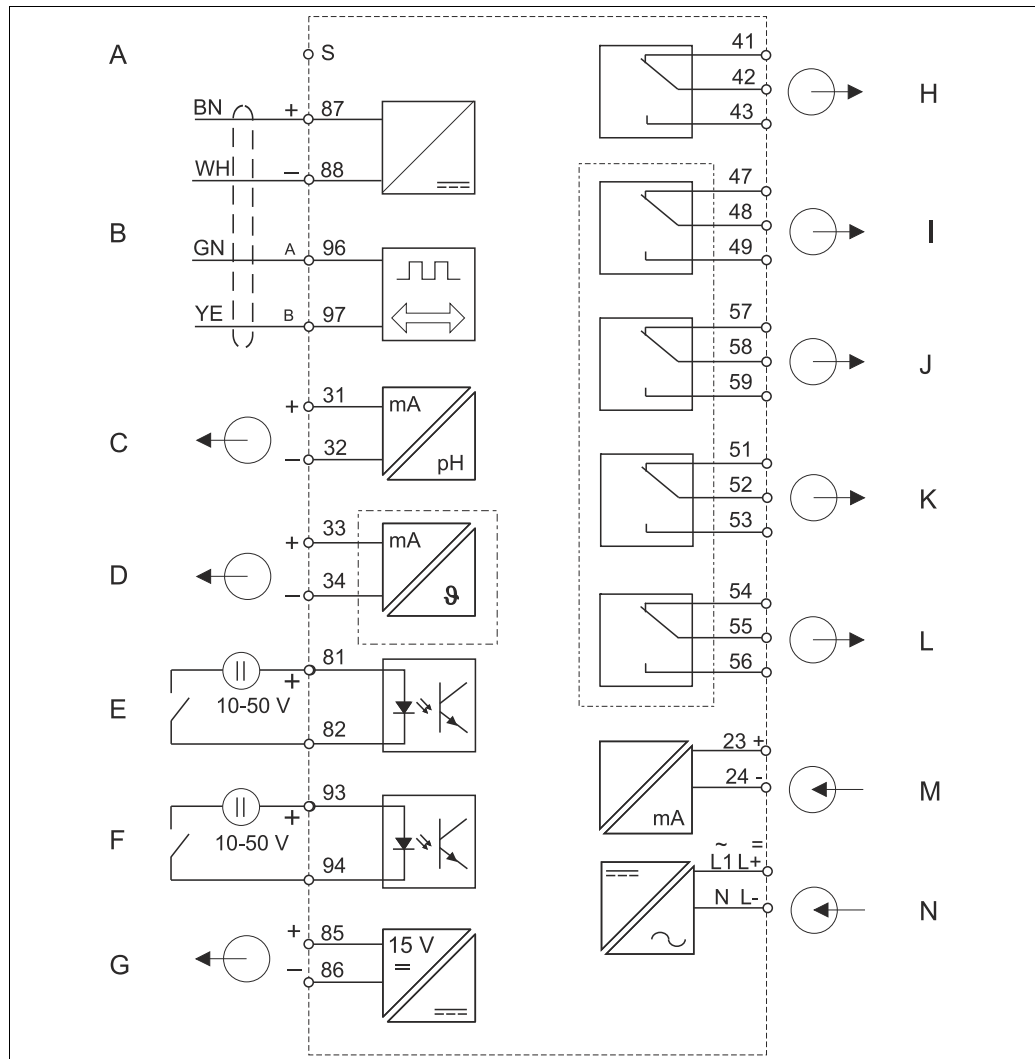 A
S
BN + 87
WH – 88
B
GN A 96
YE B 97
C
+ 31 mA
– 32 pH
D
+ 33 mA
– 34 ϑ
E
10-50 V + 81
82
F
10-50 V + 93
94
G
+ 85 15 V
– 86 =
41
42
43
H
47
48
49
I
57
58
59
J
51
52
53
K
54
55
56
L
23 +
24 -
mA
M
~ =
L1 L+
N L-
N